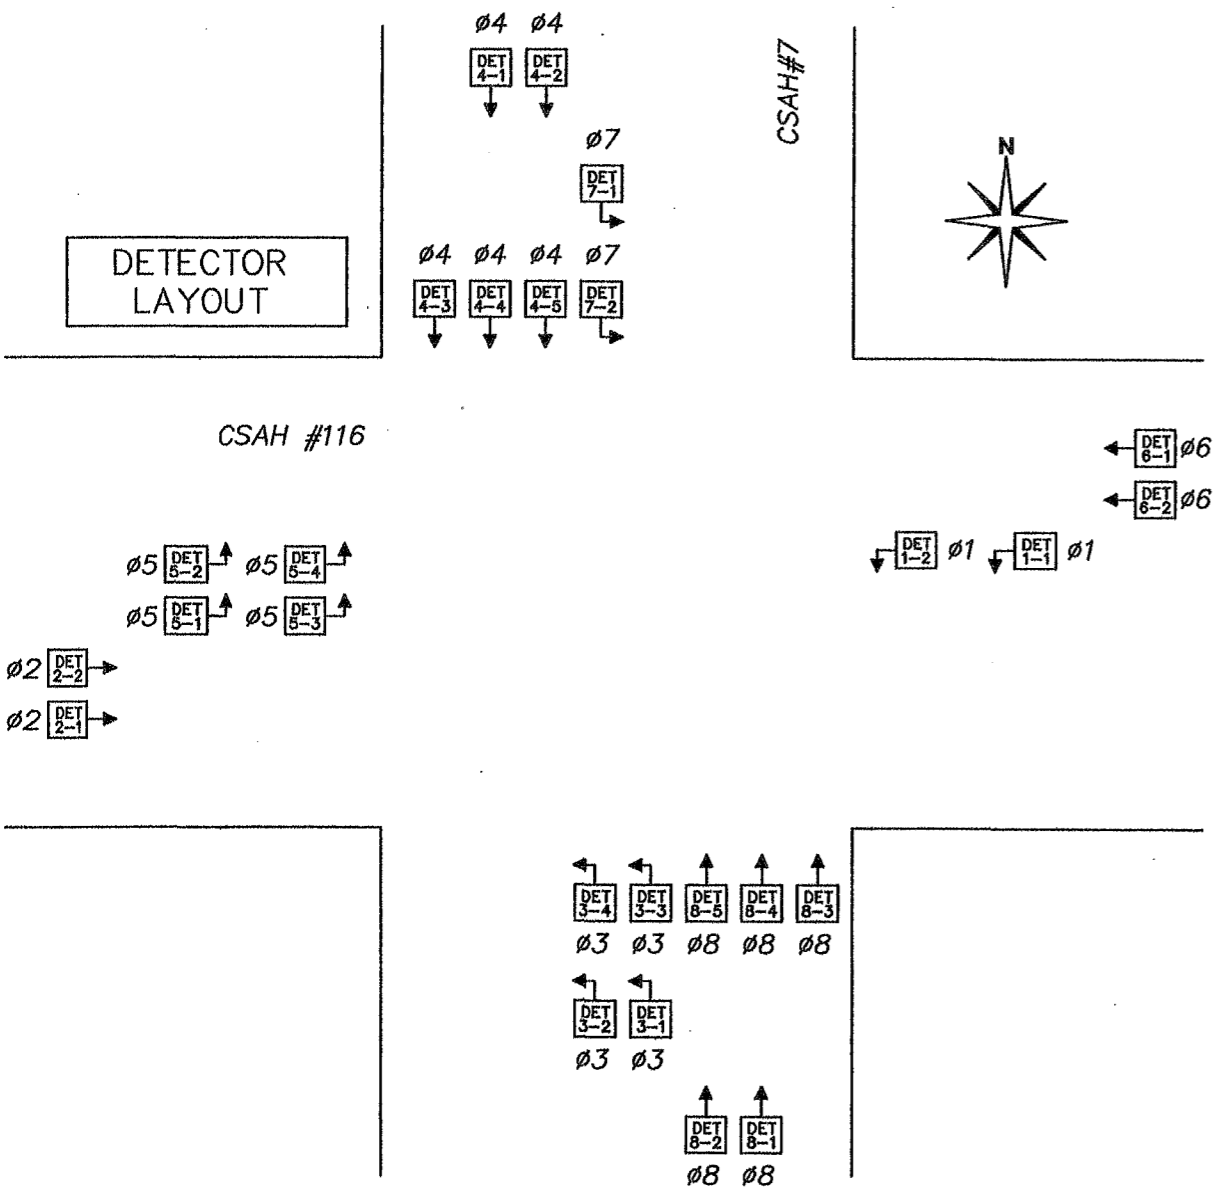 ø4 ø4
DET 4-1 DET 4-2
CSAH#7
ø7
DET 7-1
N
DETECTOR
LAYOUT
ø4 ø4 ø4 ø7
DET 4-3 DET 4-4 DET 4-5 DET 7-2
CSAH #116
DET 6-1 ø6
DET 6-2 ø6
ø5 DET 5-2 ø5 DET 5-4
DET 1-2 ø1 DET 1-1 ø1
ø5 DET 5-1 ø5 DET 5-3
ø2 DET 2-2
ø2 DET 2-1
DET 3-4 DET 3-3 DET 8-5 DET 8-4 DET 8-3
ø3 ø3 ø8 ø8 ø8
DET 3-2 DET 3-1
ø3 ø3
DET 8-2 DET 8-1
ø8 ø8